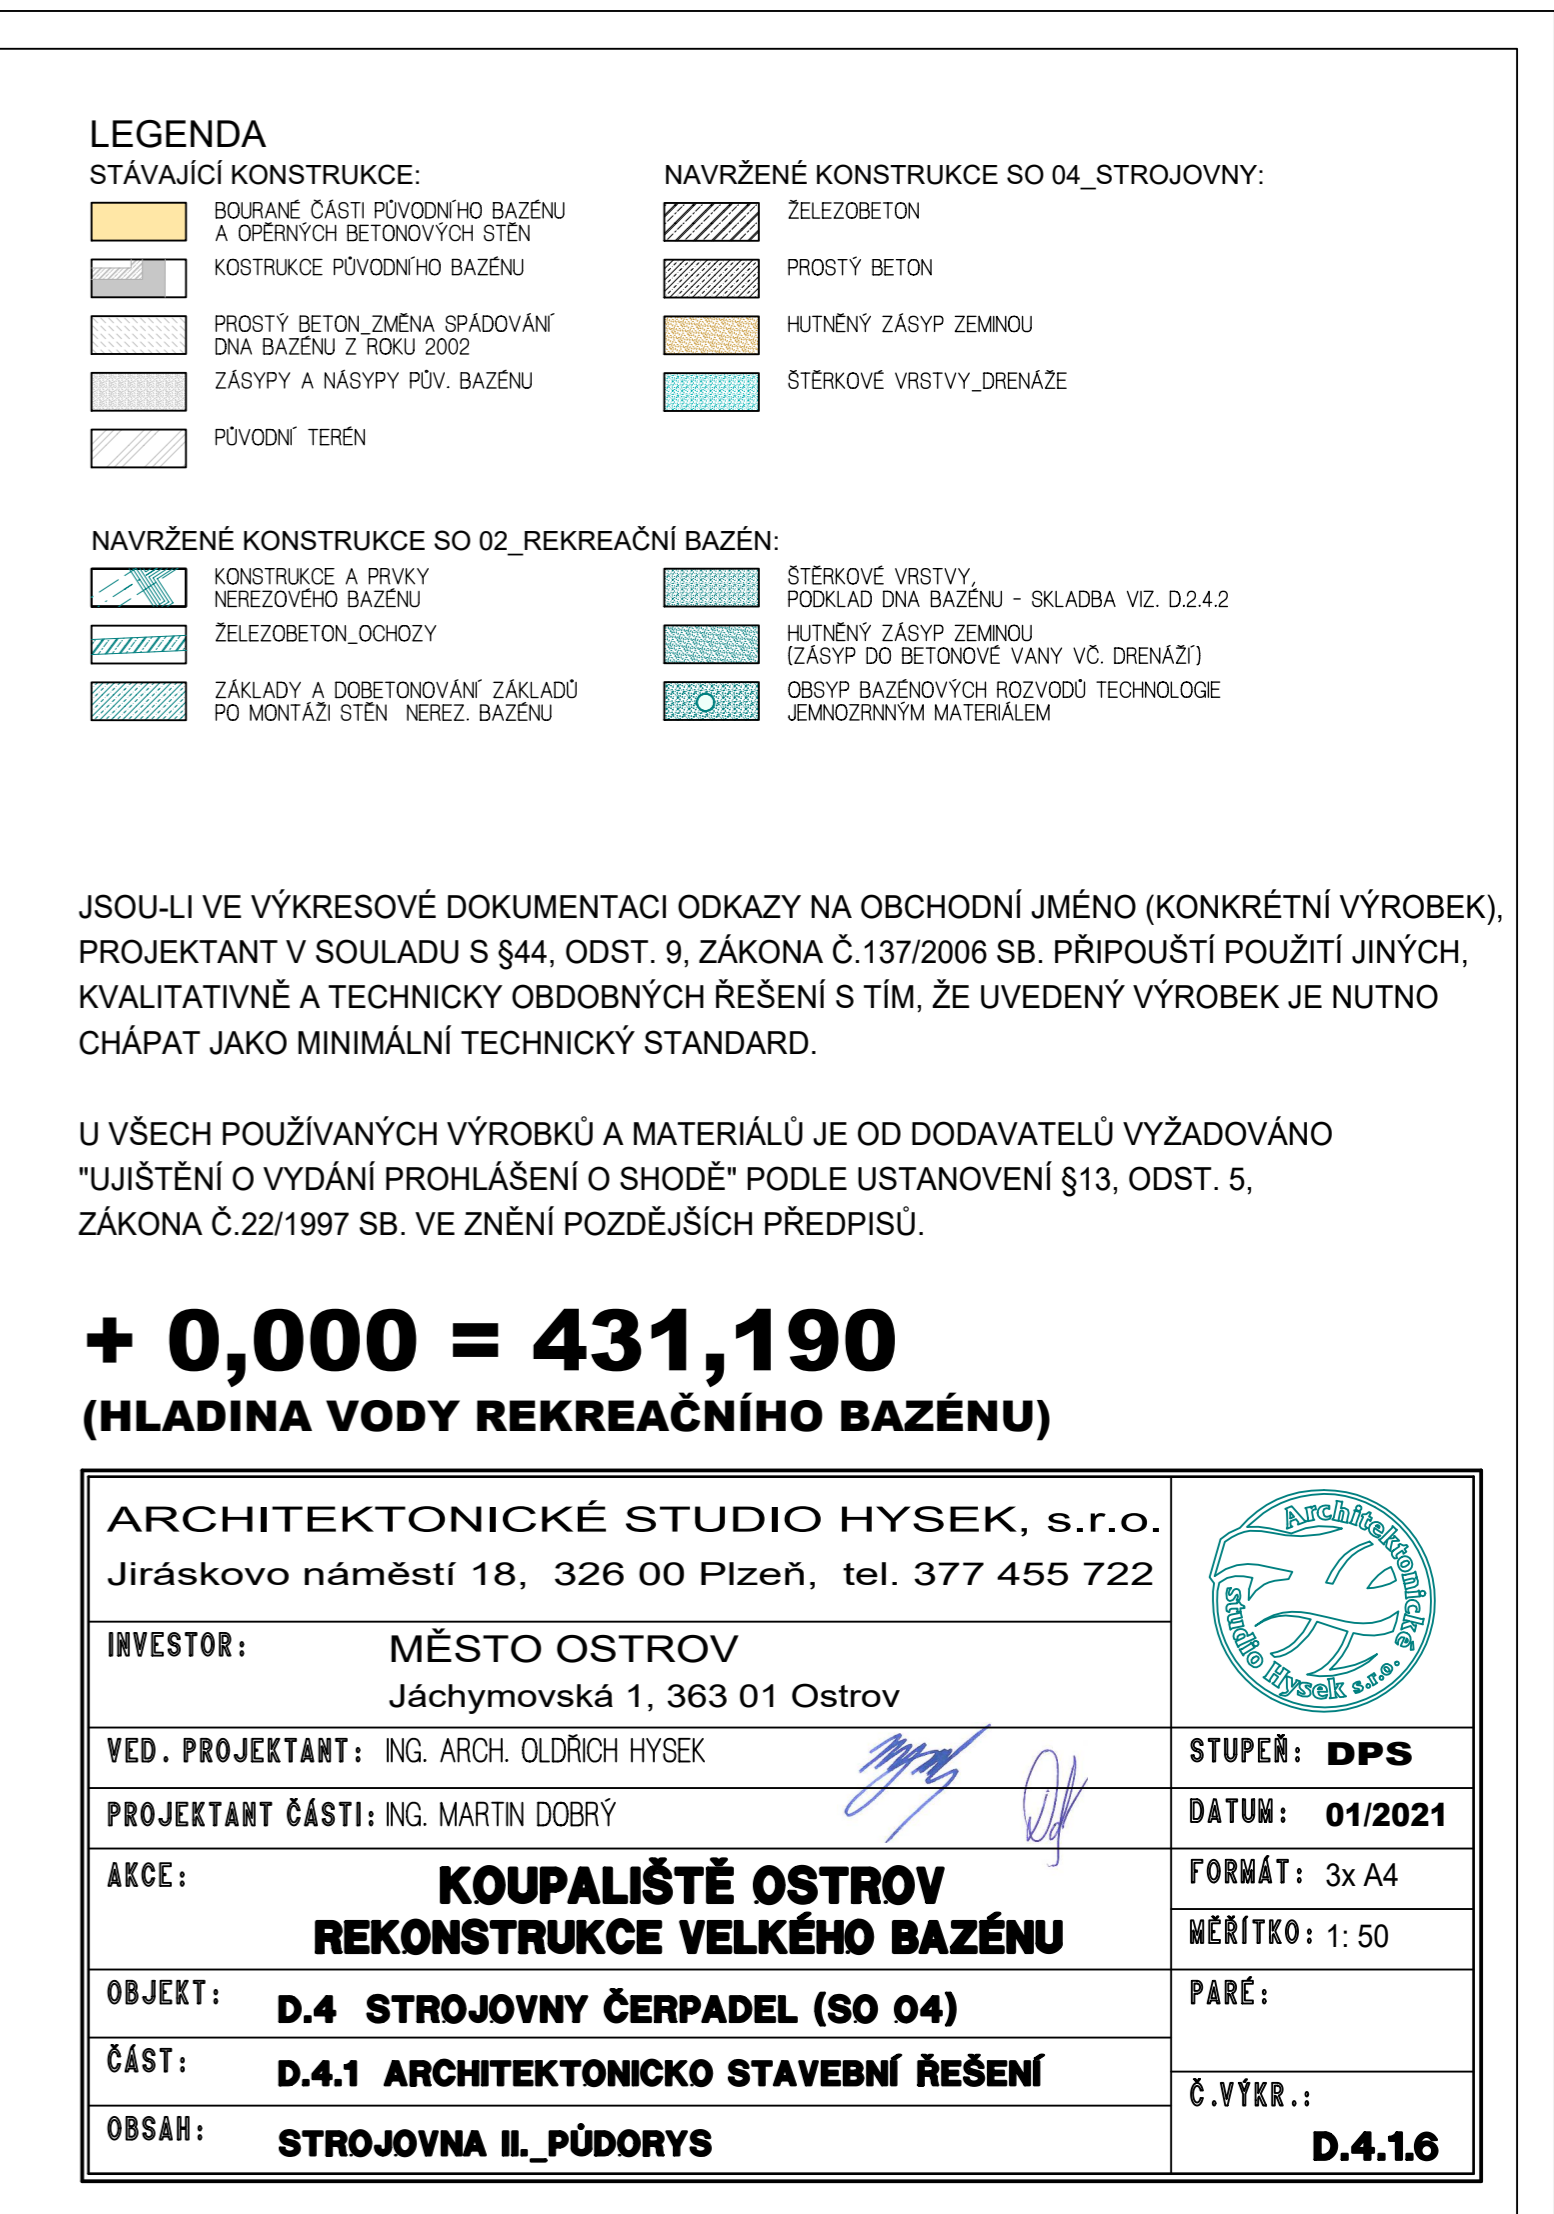 LEGENDA
STÁVAJÍCÍ KONSTRUKCE:
BOURANÉ ČÁSTI PŮVODNÍHO BAZÉNU
A OPĚRNÝCH BETONOVÝCH STĚN
KOSTRUKCE PŮVODNÍHO BAZÉNU
PROSTÝ BETON_ZMĚNA SPÁDOVÁNÍ
DNA BAZÉNU Z ROKU 2002
ZÁSYPY A NÁSYPY PŮV. BAZÉNU
PŮVODNÍ TERÉN
NAVRŽENÉ KONSTRUKCE SO 04_STROJOVNY:
ŽELEZOBETON
PROSTÝ BETON
HUTNĚNÝ ZÁSYP ZEMINOU
ŠTĚRKOVÉ VRSTVY_DRENÁŽE
NAVRŽENÉ KONSTRUKCE SO 02_REKREAČNÍ BAZÉN:
KONSTRUKCE A PRVKY
NEREZOVÉHO BAZÉNU
ŽELEZOBETON_OCHOZY
ZÁKLADY A DOBETONOVÁNÍ ZÁKLADŮ
PO MONTÁŽI STĚN NEREZ. BAZÉNU
ŠTĚRKOVÉ VRSTVY,
PODKLAD DNA BAZÉNU - SKLADBA VIZ. D.2.4.2
HUTNĚNÝ ZÁSYP ZEMINOU
(ZÁSYP DO BETONOVÉ VANY VČ. DRENÁŽÍ)
OBSYP BAZÉNOVÝCH ROZVODŮ TECHNOLOGIE
JEMNOZRNNÝM MATERIÁLEM
JSOU-LI VE VÝKRESOVÉ DOKUMENTACI ODKAZY NA OBCHODNÍ JMÉNO (KONKRÉTNÍ VÝROBEK),
PROJEKTANT V SOULADU S §44, ODST. 9, ZÁKONA Č.137/2006 SB. PŘIPOUŠTÍ POUŽITÍ JINÝCH,
KVALITATIVNĚ A TECHNICKY OBDOBNÝCH ŘEŠENÍ S TÍM, ŽE UVEDENÝ VÝROBEK JE NUTNO
CHÁPAT JAKO MINIMÁLNÍ TECHNICKÝ STANDARD.
U VŠECH POUŽÍVANÝCH VÝROBKŮ A MATERIÁLŮ JE OD DODAVATELŮ VYŽADOVÁNO
"UJIŠTĚNÍ O VYDÁNÍ PROHLÁŠENÍ O SHODĚ" PODLE USTANOVENÍ §13, ODST. 5,
ZÁKONA Č.22/1997 SB. VE ZNĚNÍ POZDĚJŠÍCH PŘEDPISŮ.
+ 0,000 = 431,190
(HLADINA VODY REKREAČNÍHO BAZÉNU)
ARCHITEKTONICKÉ STUDIO HYSEK, s.r.o.
Jiráskovo náměstí 18, 326 00 Plzeň, tel. 377 455 722
Architektonické
studio Hysek s.r.o.
INVESTOR: MĚSTO OSTROV
Jáchymovská 1, 363 01 Ostrov
VED. PROJEKTANT: ING. ARCH. OLDŘICH HYSEK
STUPEŇ: DPS
PROJEKTANT ČÁSTI: ING. MARTIN DOBRÝ
DATUM: 01/2021
AKCE: KOUPALIŠTĚ OSTROV
REKONSTRUKCE VELKÉHO BAZÉNU
FORMÁT: 3x A4
MĚŘÍTKO: 1: 50
OBJEKT: D.4 STROJOVNY ČERPADEL (SO 04)
PARÉ:
ČÁST: D.4.1 ARCHITEKTONICKO STAVEBNÍ ŘEŠENÍ
OBSAH: STROJOVNA II._PŮDORYS
Č.VÝKR.:
D.4.1.6